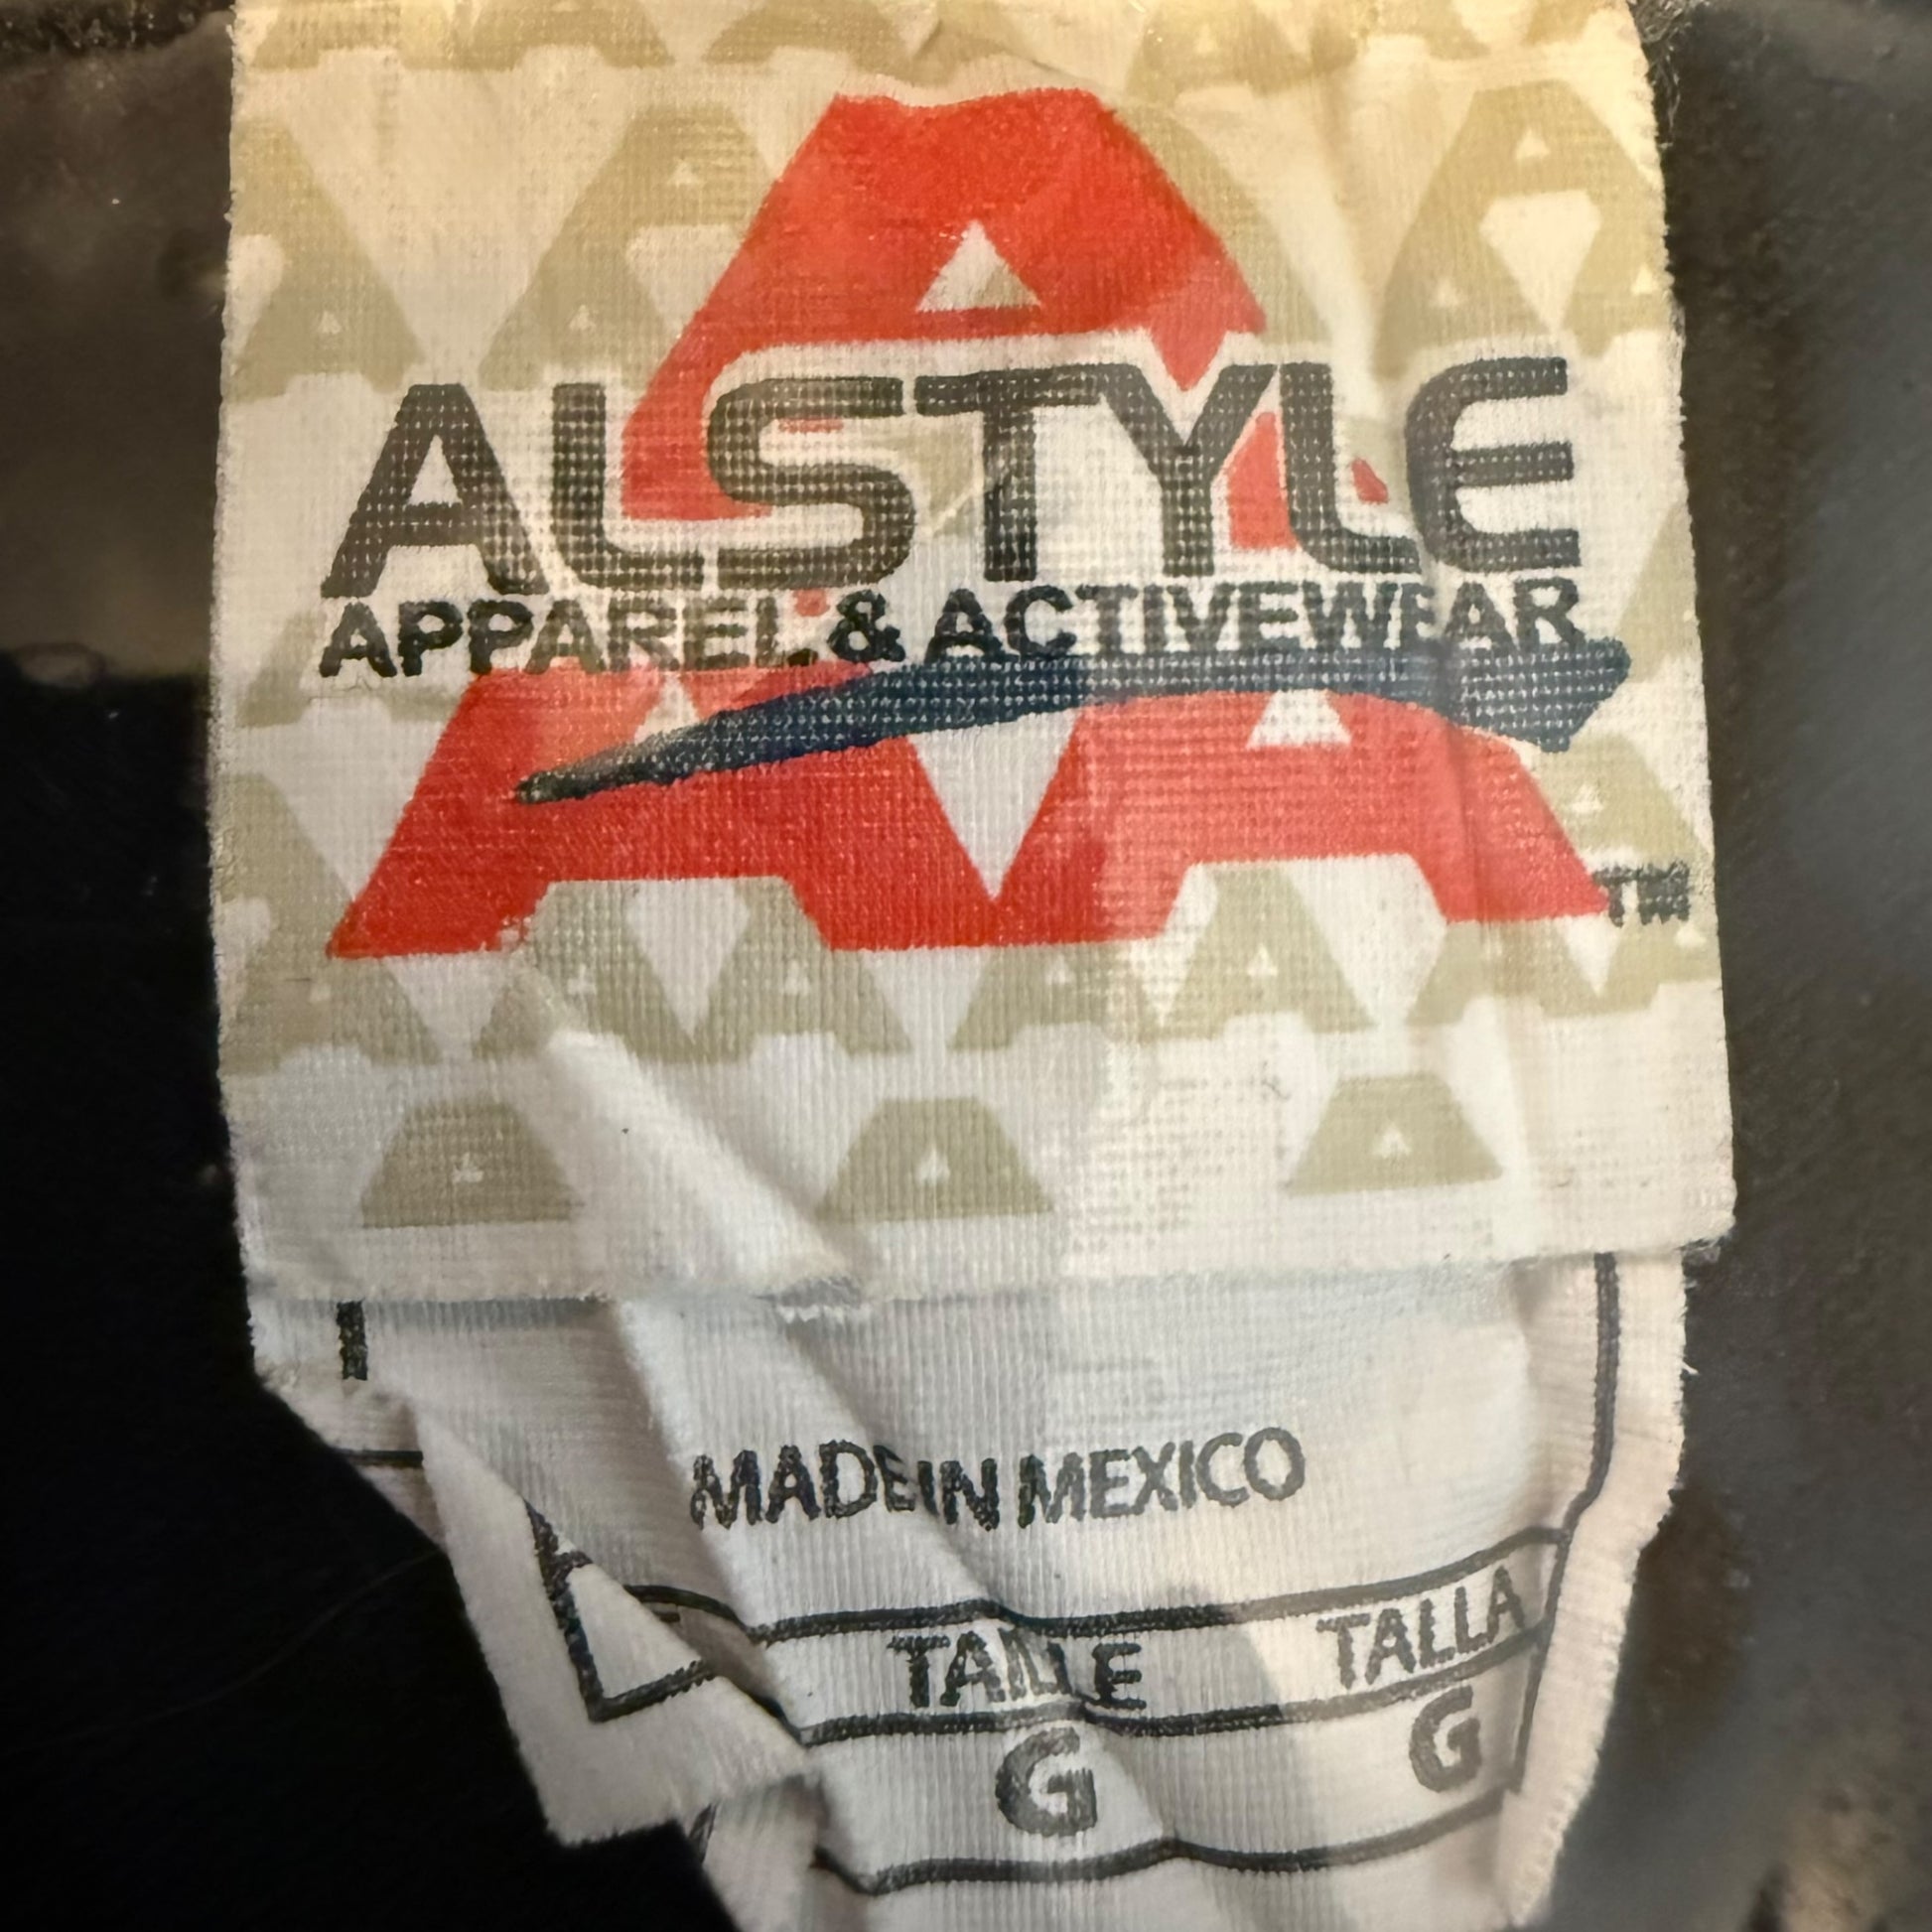 ALSTYLE
APPAREL & ACTIVEWEAR
TM
MADE IN MEXICO
TAILLE TALLA
G G